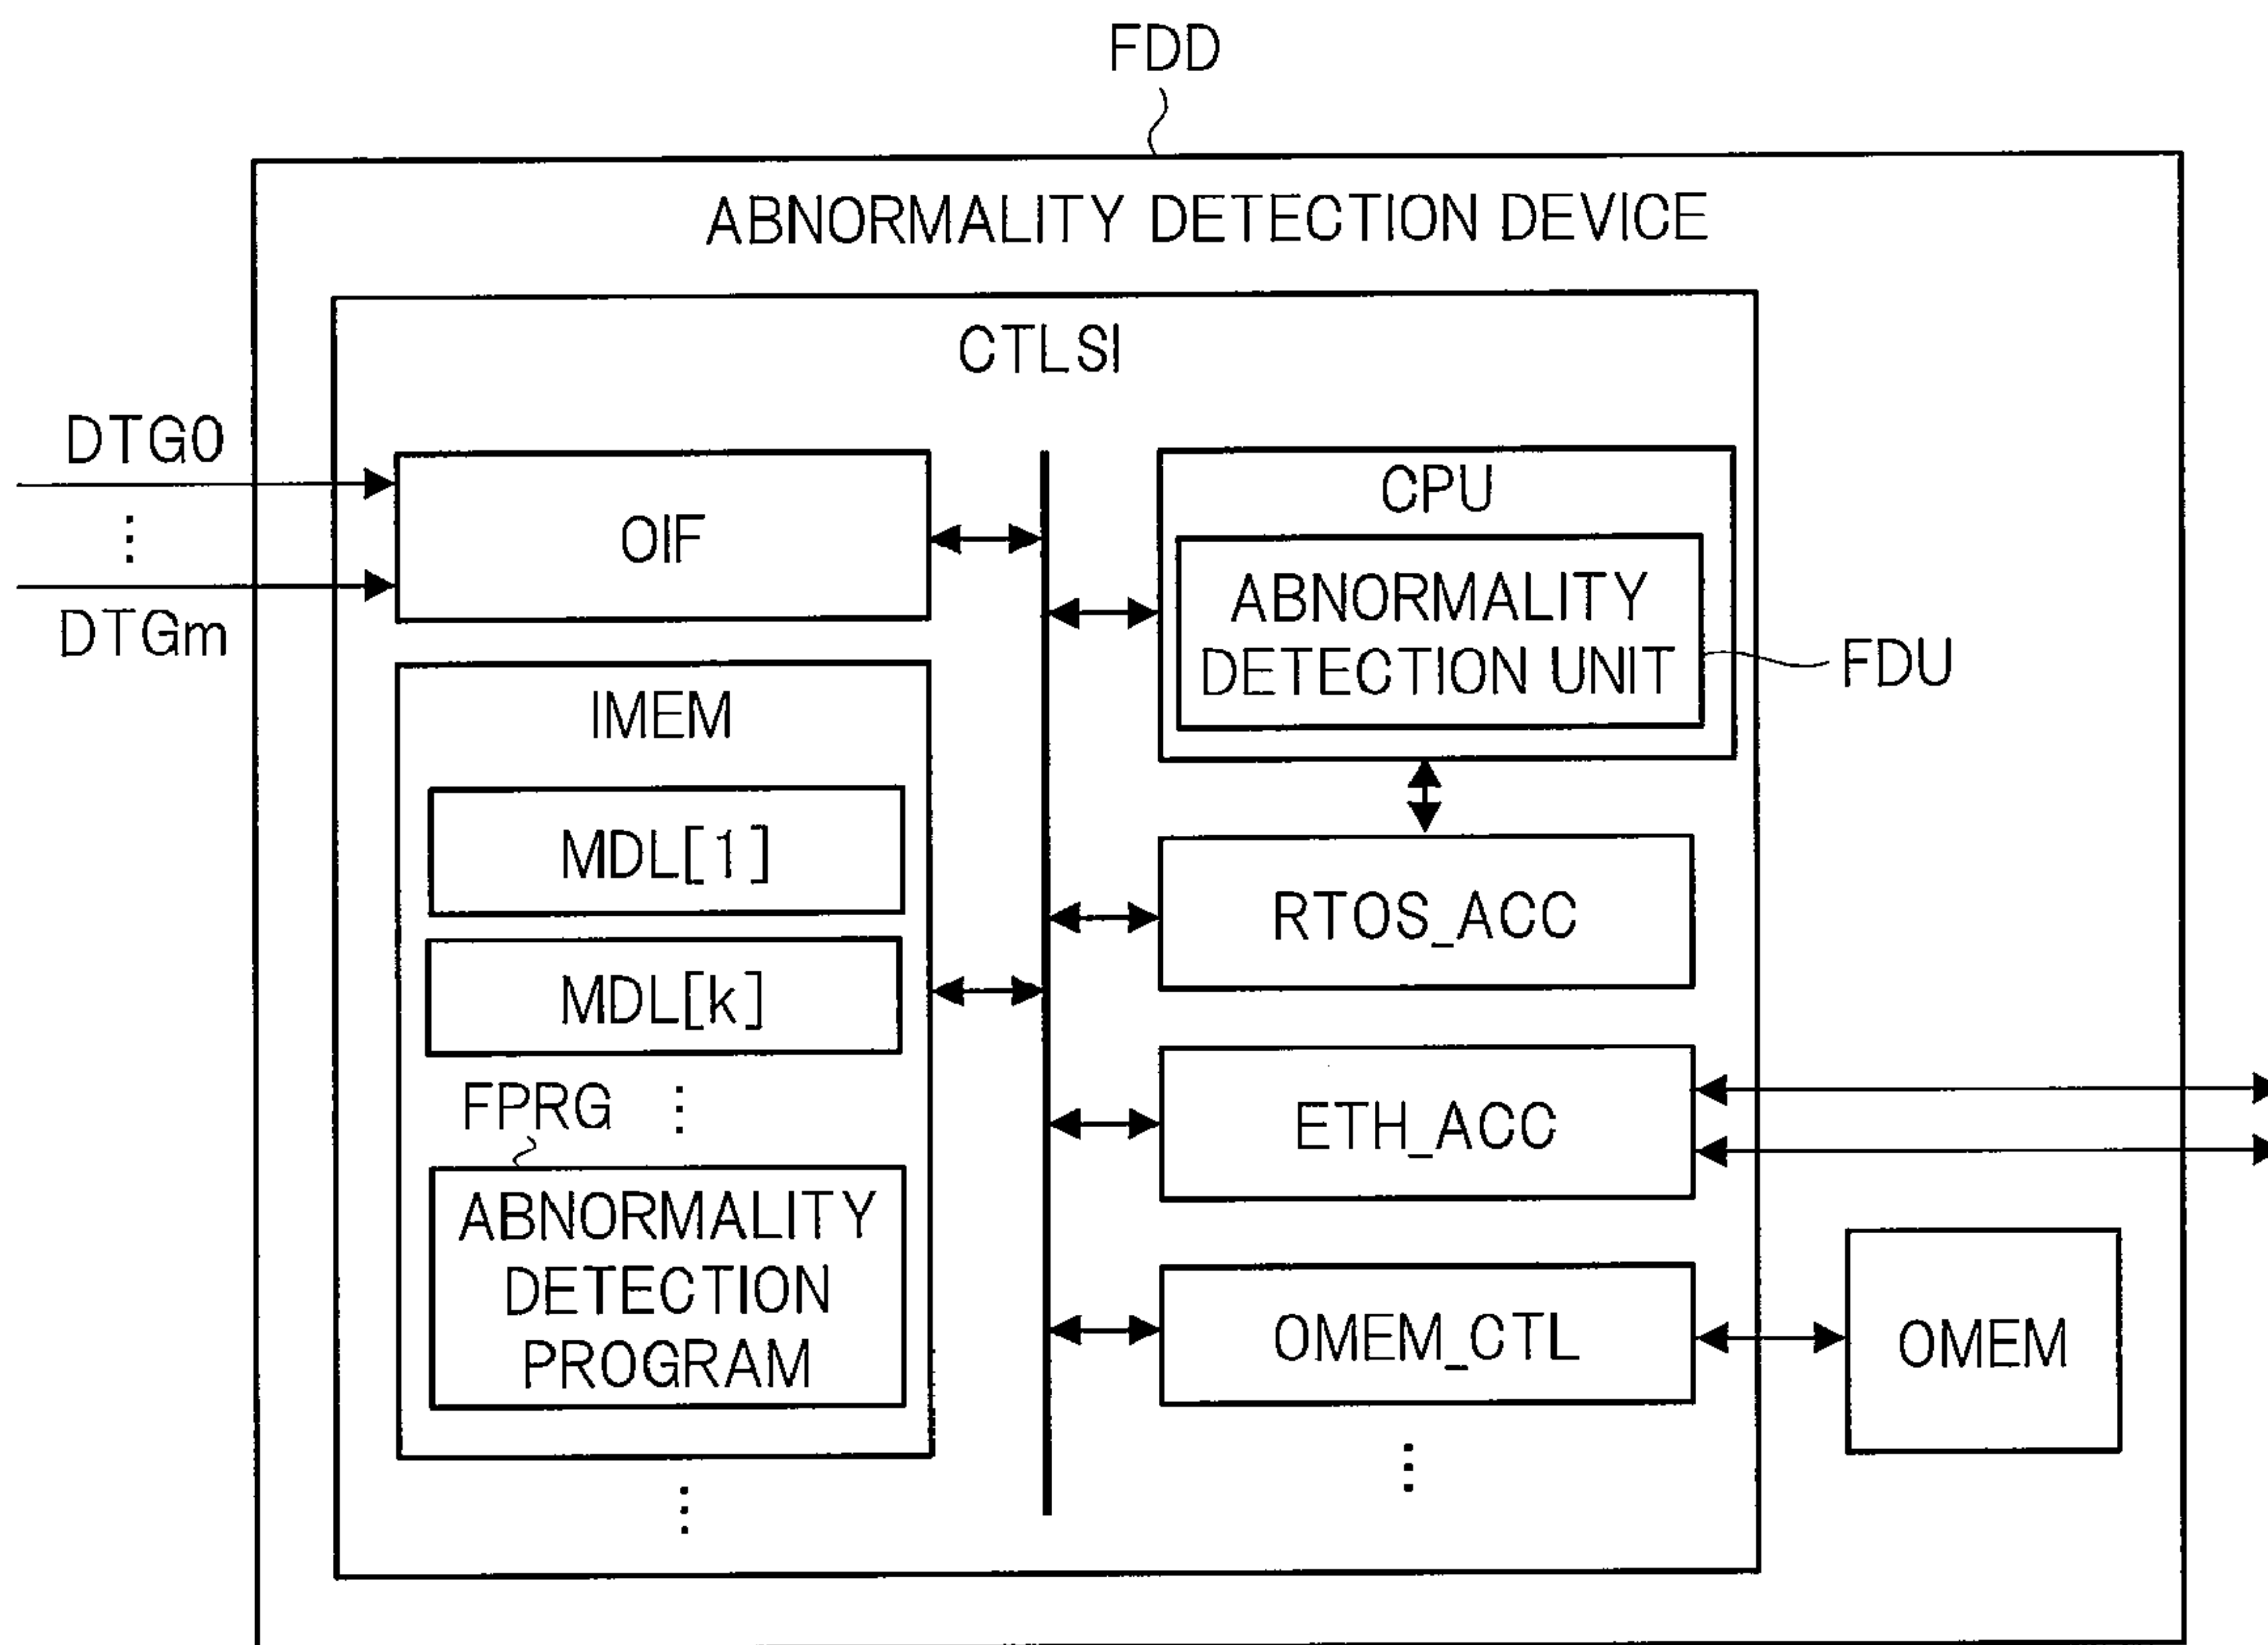 FDD
ABNORMALITY DETECTION DEVICE
CTLSI
DTG0
DTGm
OIF
IMEM
MDL[1]
MDL[k]
FPRG
ABNORMALITY
DETECTION
PROGRAM
CPU
ABNORMALITY
DETECTION UNIT
FDU
RTOS_ACC
ETH_ACC
OMEM_CTL
OMEM